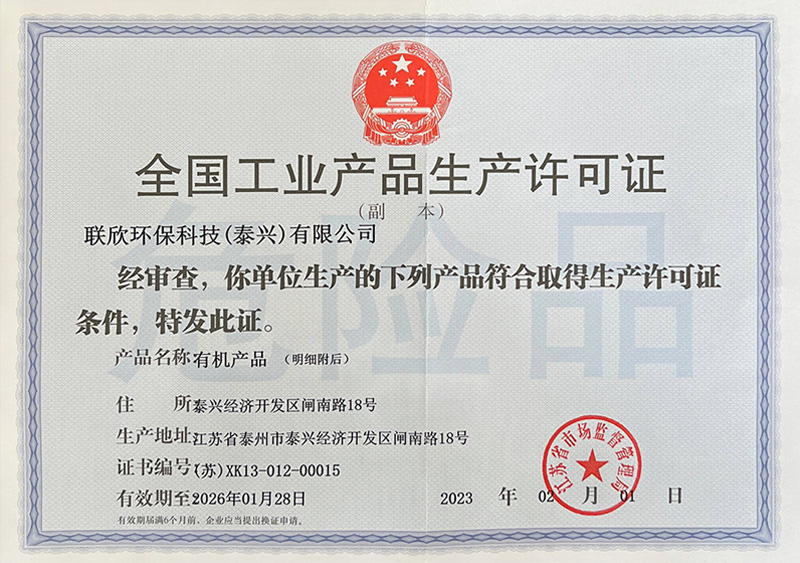 全国工业产品生产许可证
(副 本)
联欣环保科技(泰兴)有限公司
经审查，你单位生产的下列产品符合取得生产许可证
条件，特发此证。
危险品
产品名称 有机产品 (明细附后)
住 所 泰兴经济开发区闸南路18号
生产地址 江苏省泰州市泰兴经济开发区闸南路18号
证书编号 (苏)XK13-012-00015
有效期至 2026年01月28日
有效期届满6个月前、企业应当提出换证申请。
2023 年 02 月 01 日
江苏省市场监督管理局